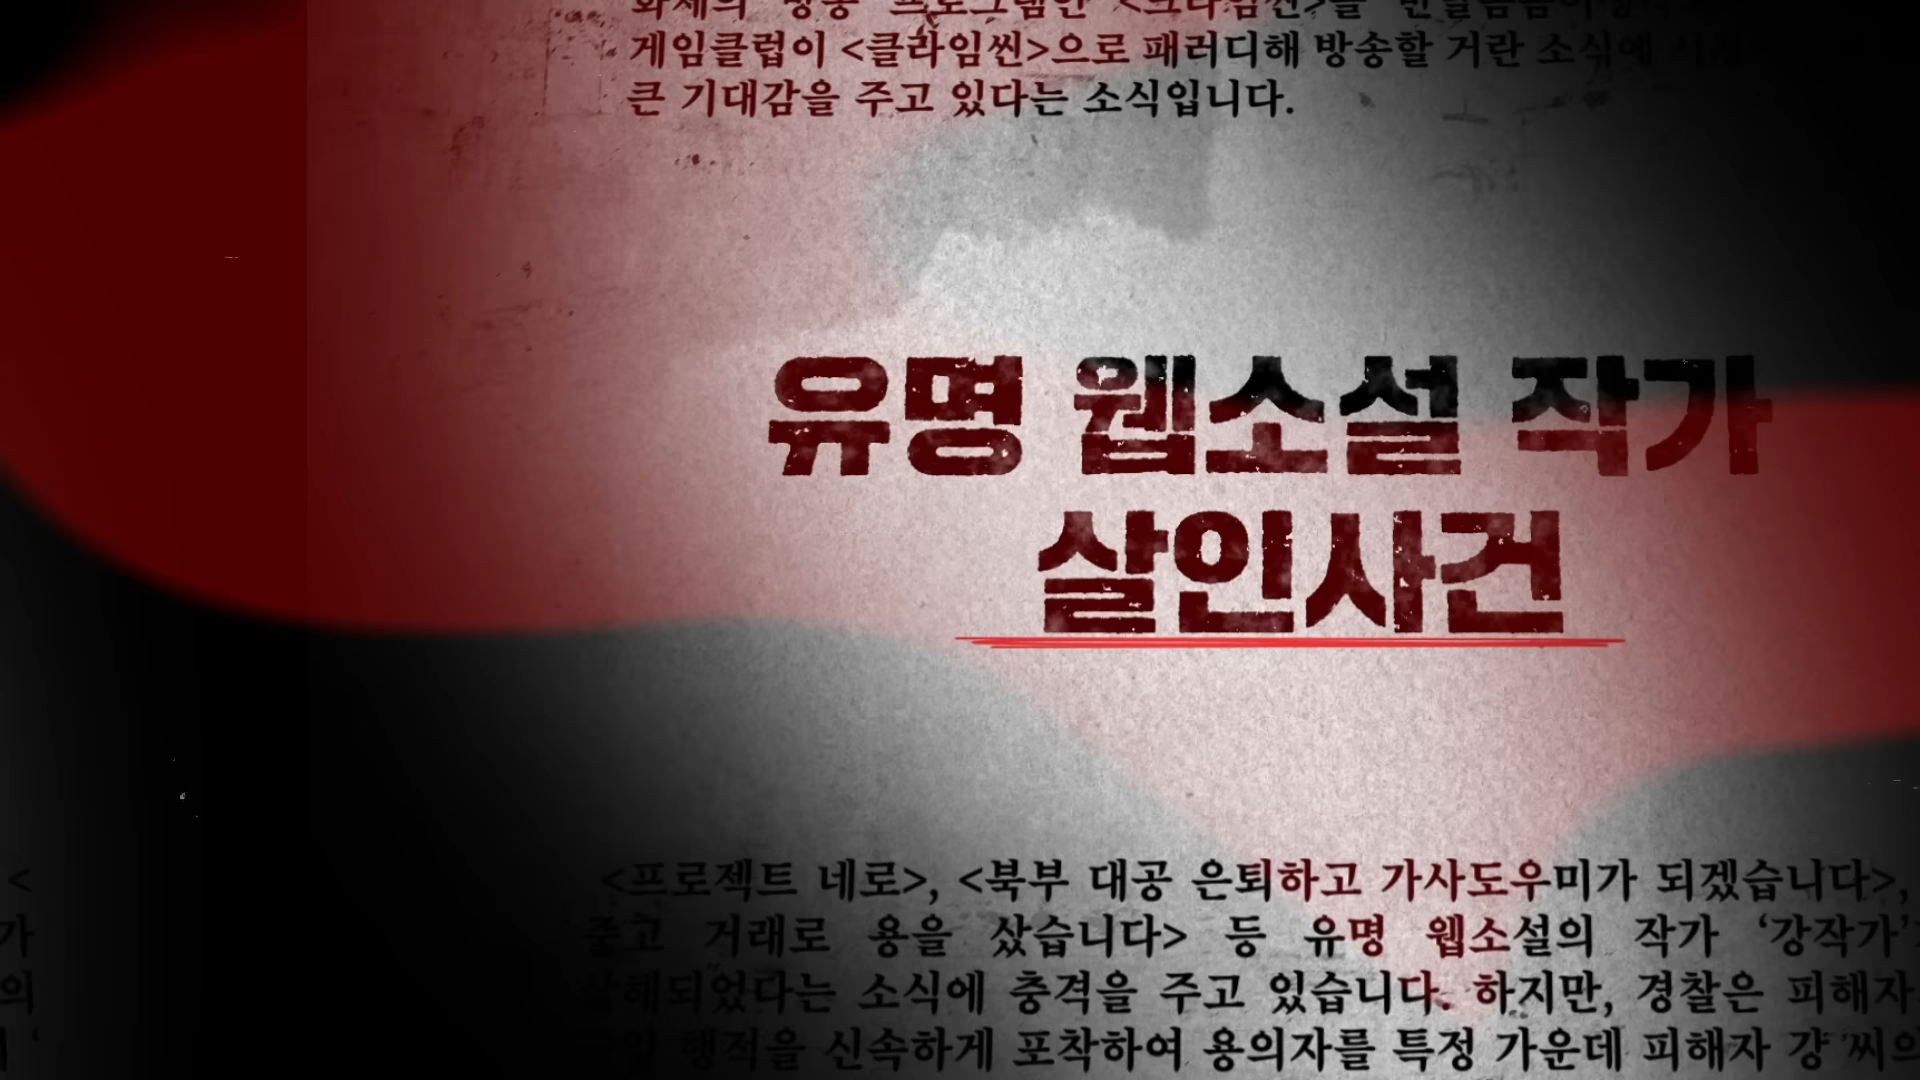 게임클럽이 <클라임씬>으로 패러디해 방송할 거란 소식에
큰 기대감을 주고 있다는 소식입니다.
유명 웹소설 작가
살인사건
<프로젝트 네로>, <북부 대공 은퇴하고 가사도우미가 되겠습니다>,
중고 거래로 용을 샀습니다> 등 유명 웹소설의 작가 ‘강작가’
살해되었다는 소식에 충격을 주고 있습니다. 하지만, 경찰은 피해자
행적을 신속하게 포착하여 용의자를 특정 가운데 피해자 강 씨의